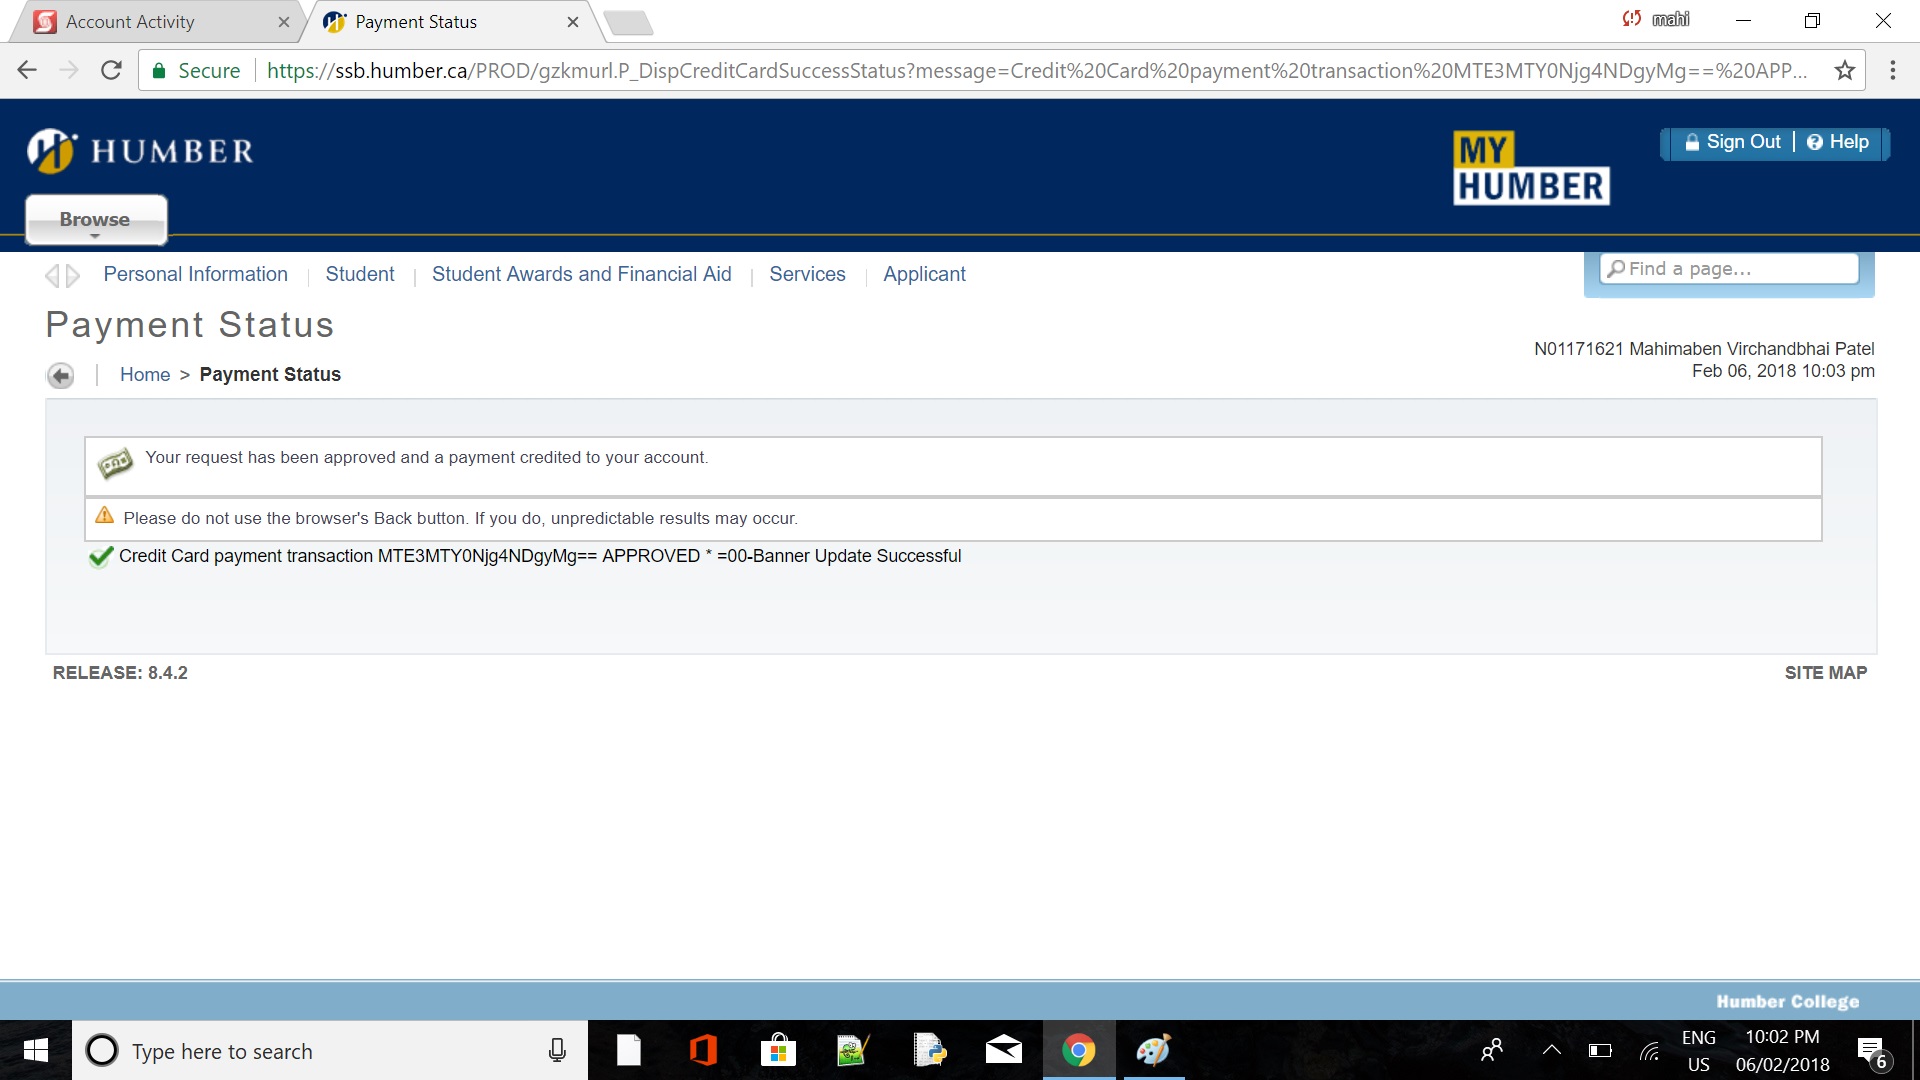 Account Activity
Payment Status
mahi
Secure
https://ssb.humber.ca/PROD/gzkmurl.P_DispCreditCardSuccessStatus?message=Credit%20Card%20payment%20transaction%20MTE3MTY0Njg4NDgyMg==%20APP...
HUMBER
MY
HUMBER
Sign Out | Help
Browse
Personal Information | Student | Student Awards and Financial Aid | Services | Applicant
Find a page...
Payment Status
N01171621 Mahimaben Virchandbhai Patel
Feb 06, 2018 10:03 pm
Home > Payment Status
Your request has been approved and a payment credited to your account.
Please do not use the browser's Back button. If you do, unpredictable results may occur.
Credit Card payment transaction MTE3MTY0Njg4NDgyMg== APPROVED * =00-Banner Update Successful
RELEASE: 8.4.2
SITE MAP
Humber College
Type here to search
ENG
US
10:02 PM
06/02/2018
6